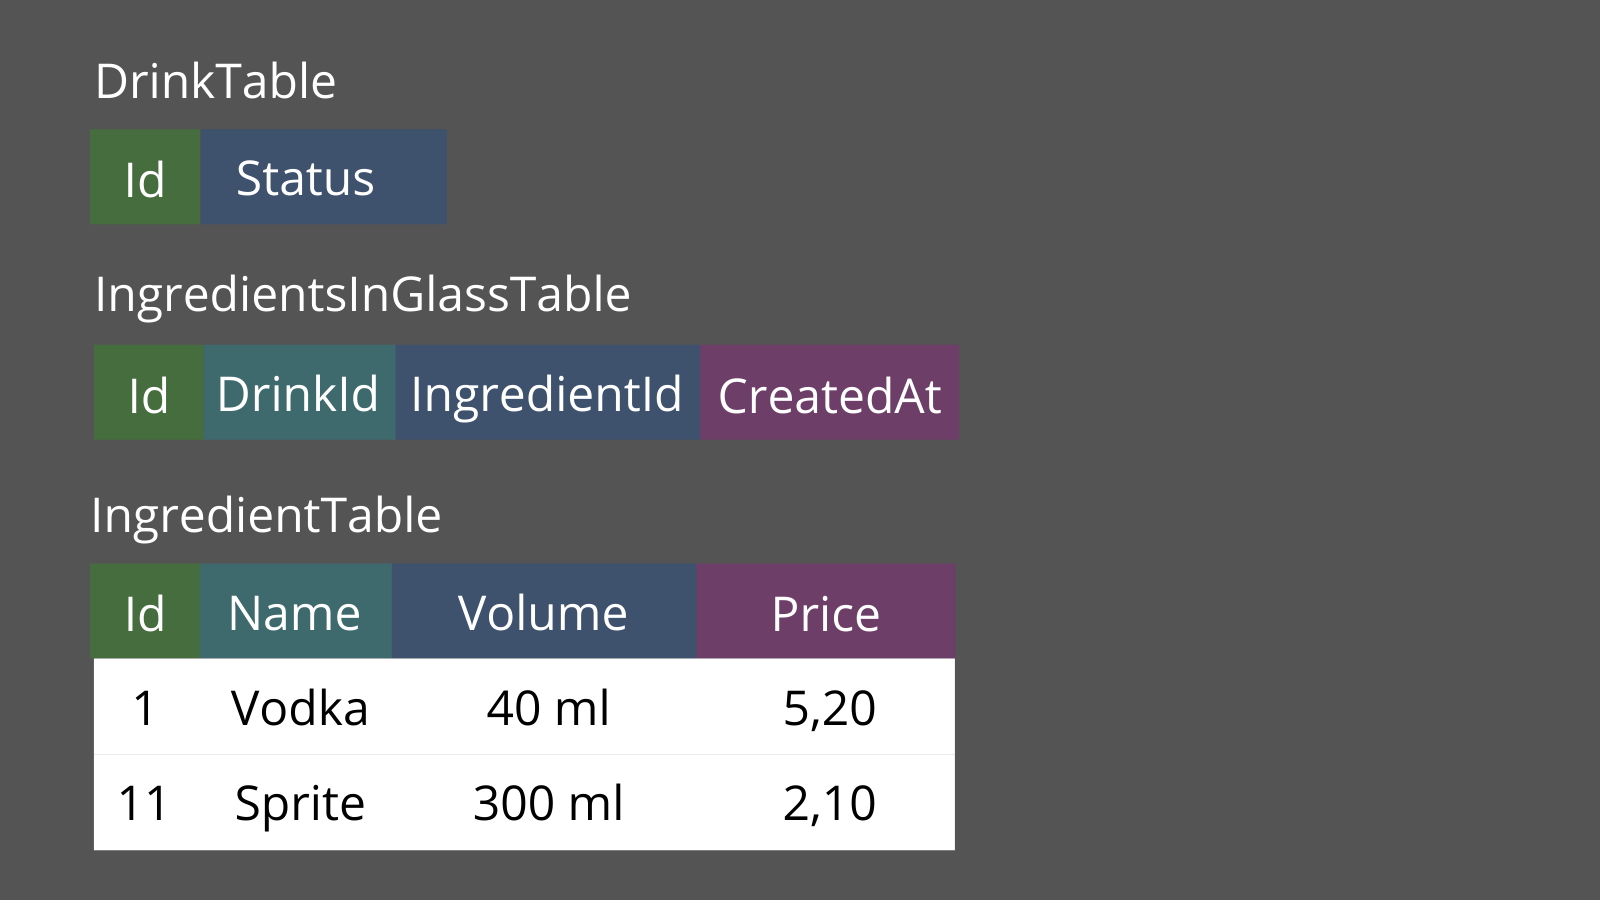 DrinkTable
Id Status
IngredientsInGlassTable
Id DrinkId IngredientId CreatedAt
IngredientTable
Id Name Volume Price
1 Vodka 40 ml 5,20
11 Sprite 300 ml 2,10